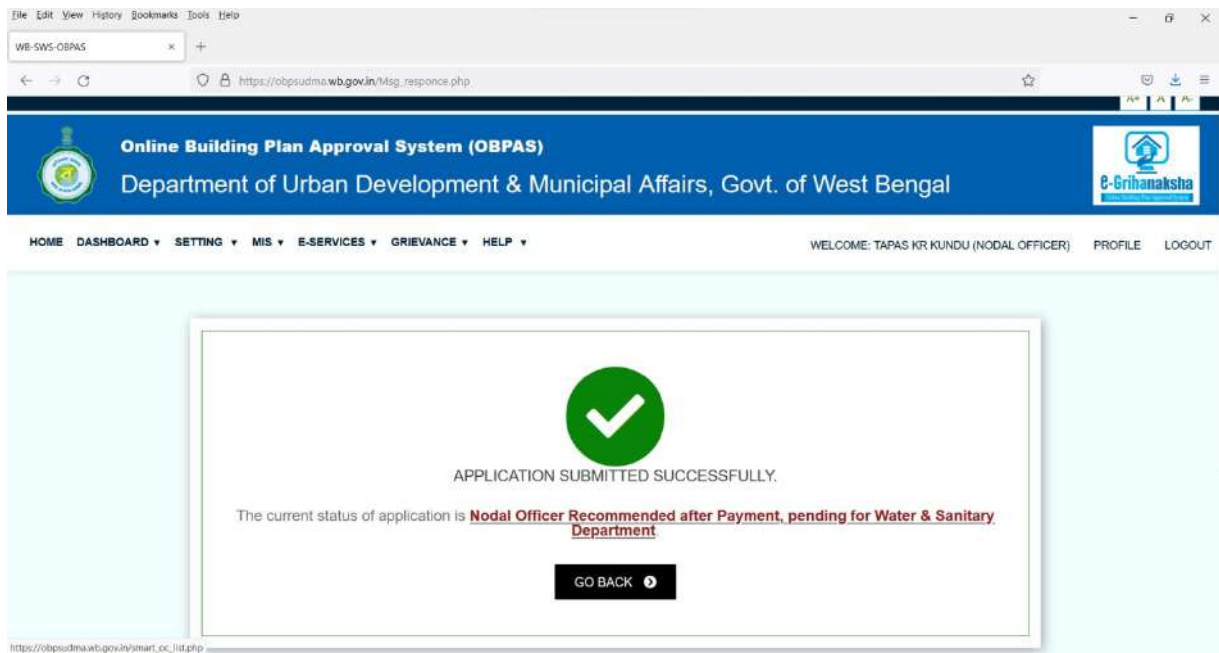 File Edit View History Bookmarks Tools Help
WB-SWS-OBPAS
https://obpsudma.wb.gov.in/Msg_responce.php
A+ A A-
Online Building Plan Approval System (OBPAS)
Department of Urban Development & Municipal Affairs, Govt. of West Bengal
e-Grihanaksha
HOME DASHBOARD SETTING MIS E-SERVICES GRIEVANCE HELP WELCOME: TAPAS KR KUNDU (NODAL OFFICER) PROFILE LOGOUT
APPLICATION SUBMITTED SUCCESSFULLY.
The current status of application is Nodal Officer Recommended after Payment, pending for Water & Sanitary
Department.
GO BACK
https://obpsudma.wb.gov.in/smart_oc_list.php